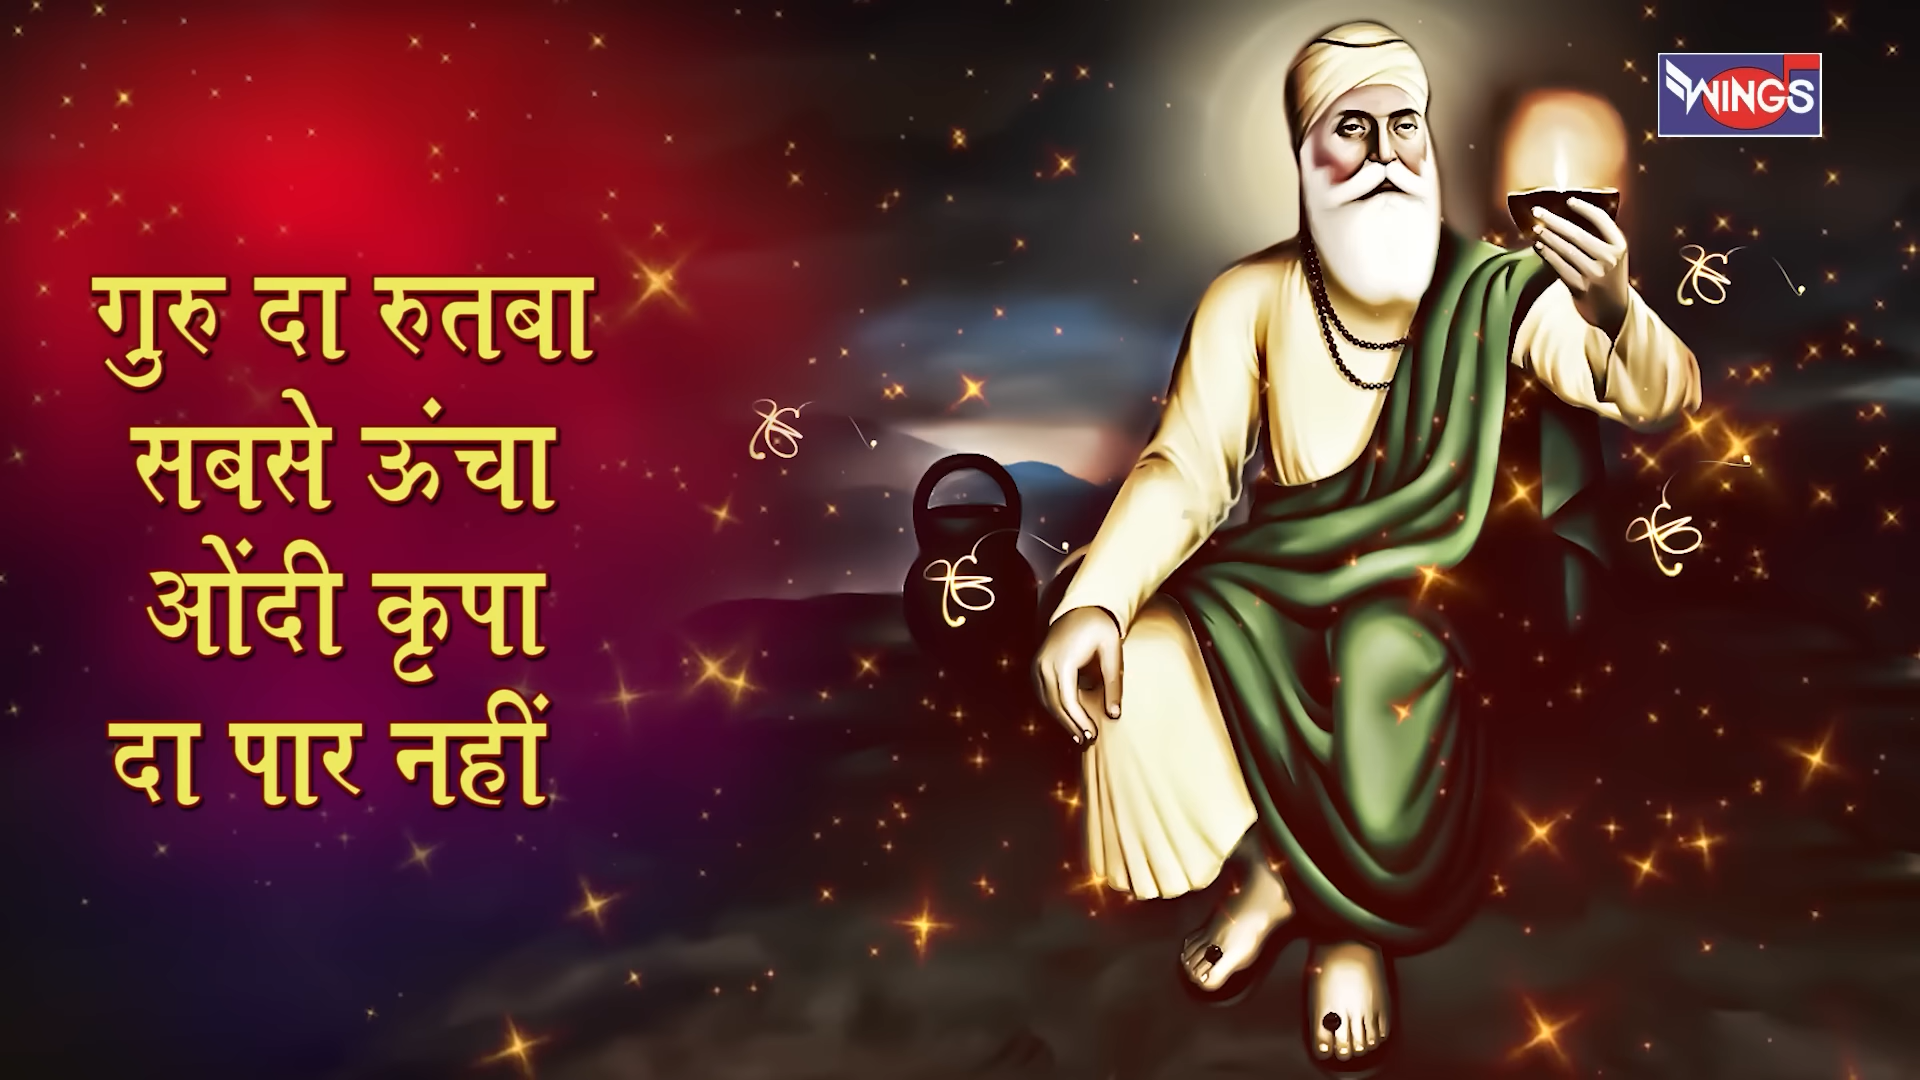 गुरु दा रुतबा
सबसे ऊंचा
ओंदी कृपा
दा पार नहीं
WINGS
ੴ
ੴ
ੴ
ੴ